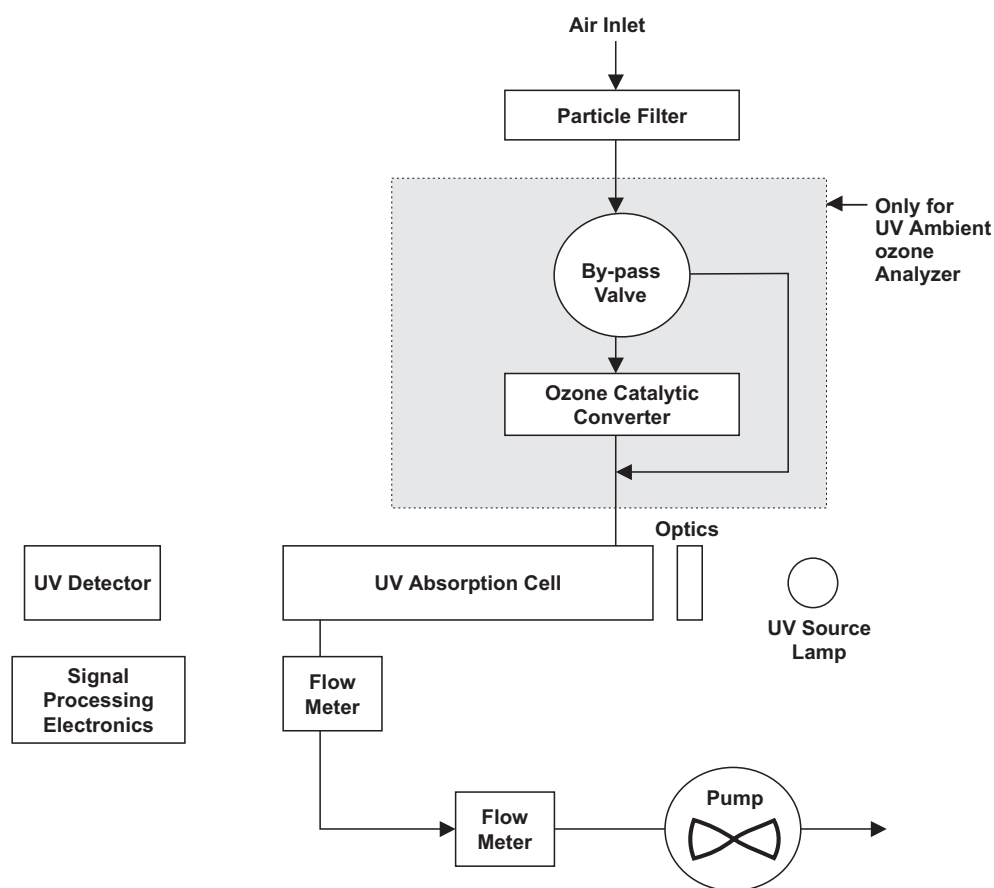 Air Inlet
Particle Filter
Only for
UV Ambient
ozone
Analyzer
By-pass
Valve
Ozone Catalytic
Converter
Optics
UV Detector
UV Absorption Cell
UV Source
Lamp
Signal
Processing
Electronics
Flow
Meter
Flow
Meter
Pump